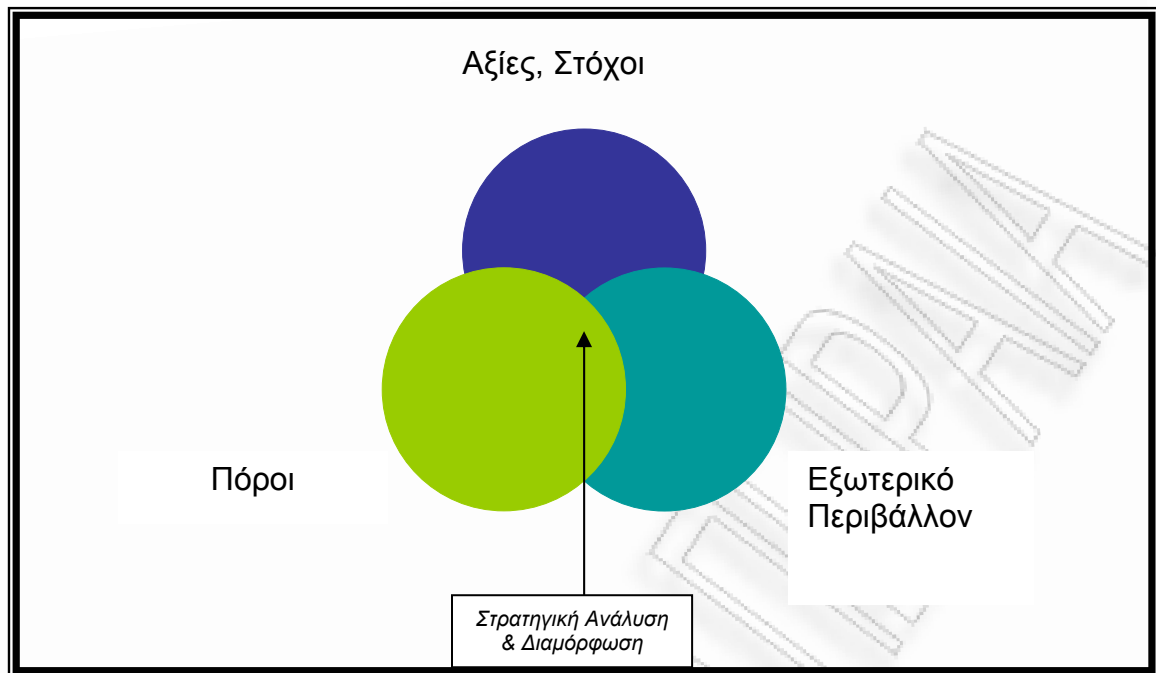 Αξίες, Στόχοι
Πόροι
Εξωτερικό
Περιβάλλον
Στρατηγική Ανάλυση
& Διαμόρφωση